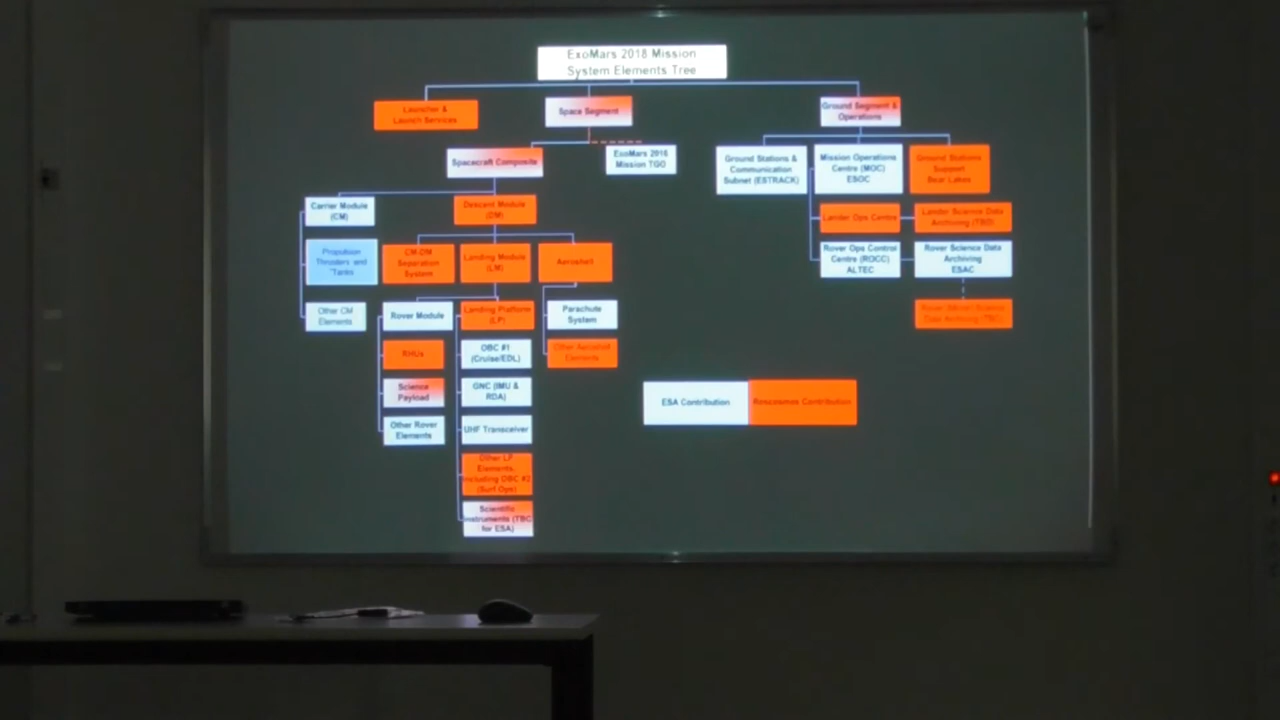 ExoMars 2018 Mission
System Elements Tree
Launcher &
Launch Services
Space Segment
Ground Segment &
Operations
Spacecraft Composite
ExoMars 2016
Mission TGO
Ground Stations &
Communication
Subnet (ESTRACK)
Mission Operations
Centre (MOC)
ESOC
Ground Stations
Support
Bear Lakes
Carrier Module
(CM)
Descent Module
(DM)
Lander Ops Centre
Lander Science Data
Archiving (TBD)
Propulsion
Thrusters and
Tanks
CM-DM
Separation
System
Landing Module
(LM)
Aeroshell
Rover Ops Control
Centre (ROCC)
ALTEC
Rover Science Data
Archiving
ESAC
Other CM
Elements
Rover Module
Landing Platform
(LP)
Parachute
System
Data Archiving (TBC)
RHUs
OBC #1
(Cruise/EDL)
Other Aeroshell
Elements
Science
Payload
GNC (IMU &
RDA)
ESA Contribution
Roscosmos Contribution
Other Rover
Elements
UHF Transceiver
Other LP
Elements,
including OBC #2
(Surf Ops)
Scientific
Instruments (TBC
for ESA)